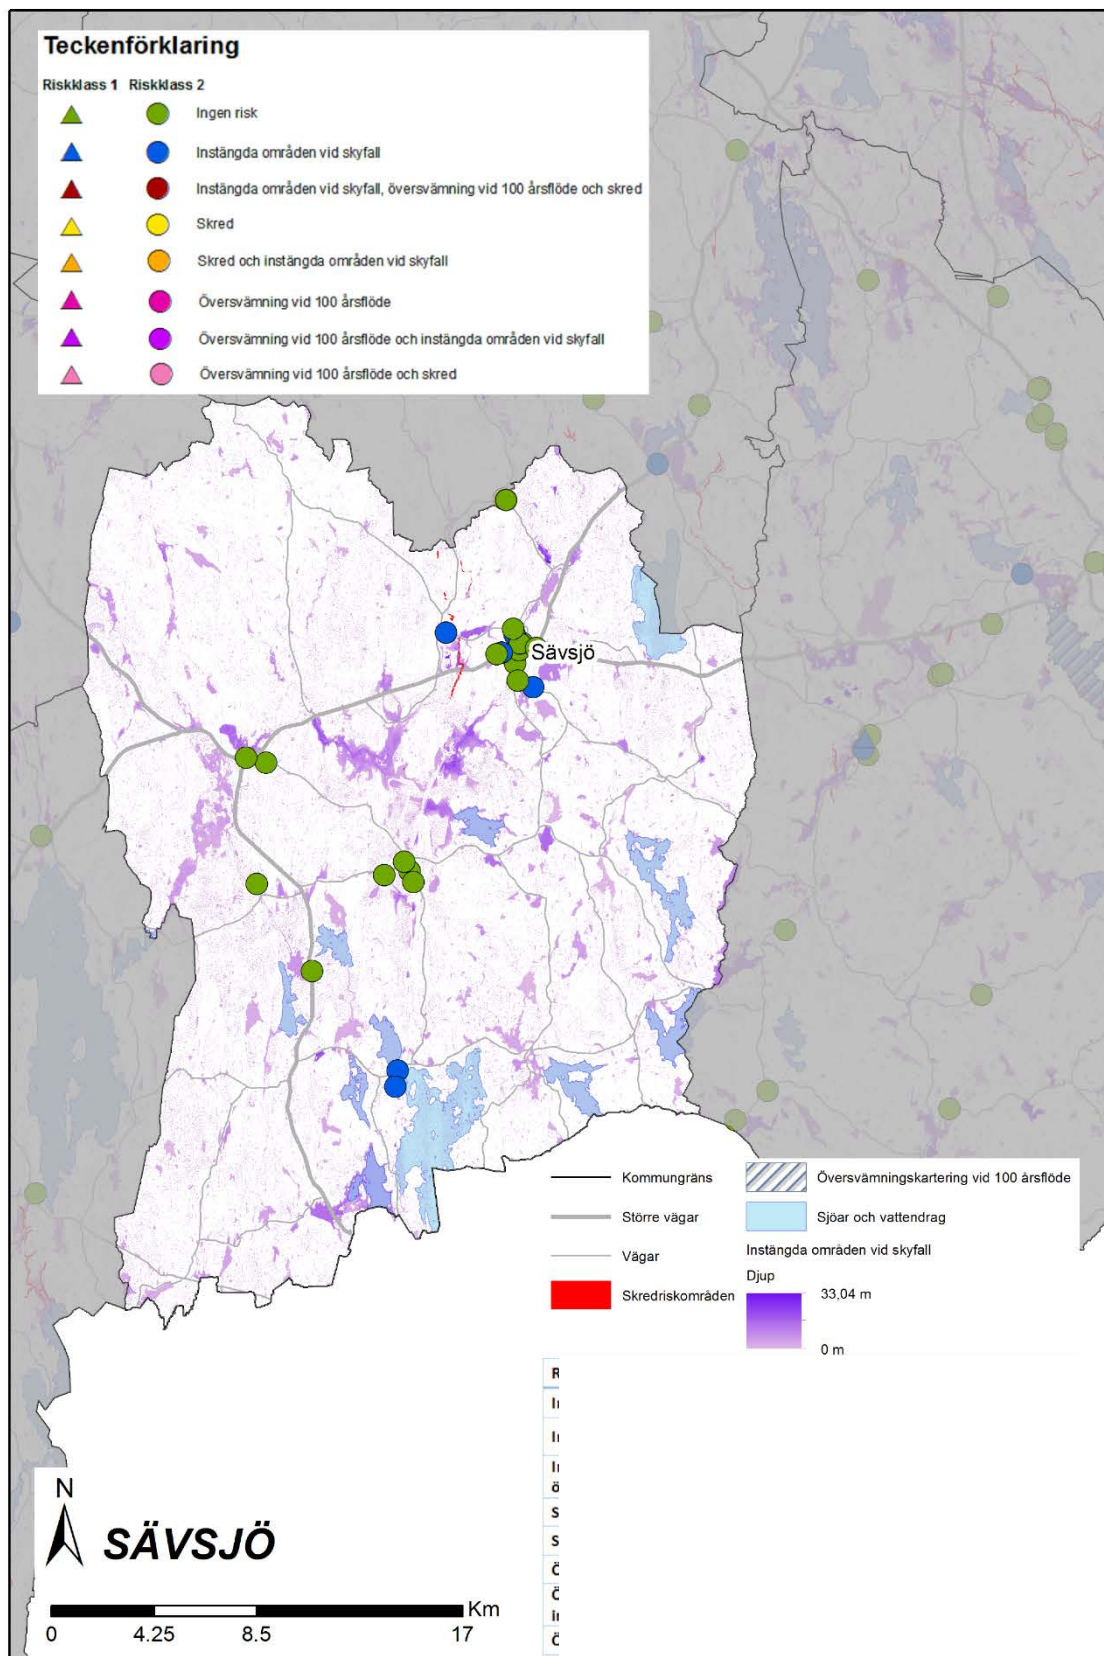 Teckenförklaring
Riskklass 1 Riskklass 2
Ingen risk
Instängda områden vid skyfall
Instängda områden vid skyfall, översvämning vid 100 årsflöde och skred
Skred
Skred och instängda områden vid skyfall
Översvämning vid 100 årsflöde
Översvämning vid 100 årsflöde och instängda områden vid skyfall
Översvämning vid 100 årsflöde och skred
Sävsjö
Kommungräns
Större vägar
Vägar
Skredriskområden
Översvämningskartering vid 100 årsflöde
Sjöar och vattendrag
Instängda områden vid skyfall
Djup
33,04 m
0 m
N
SÄVSJÖ
Km
0 4.25 8.5 17